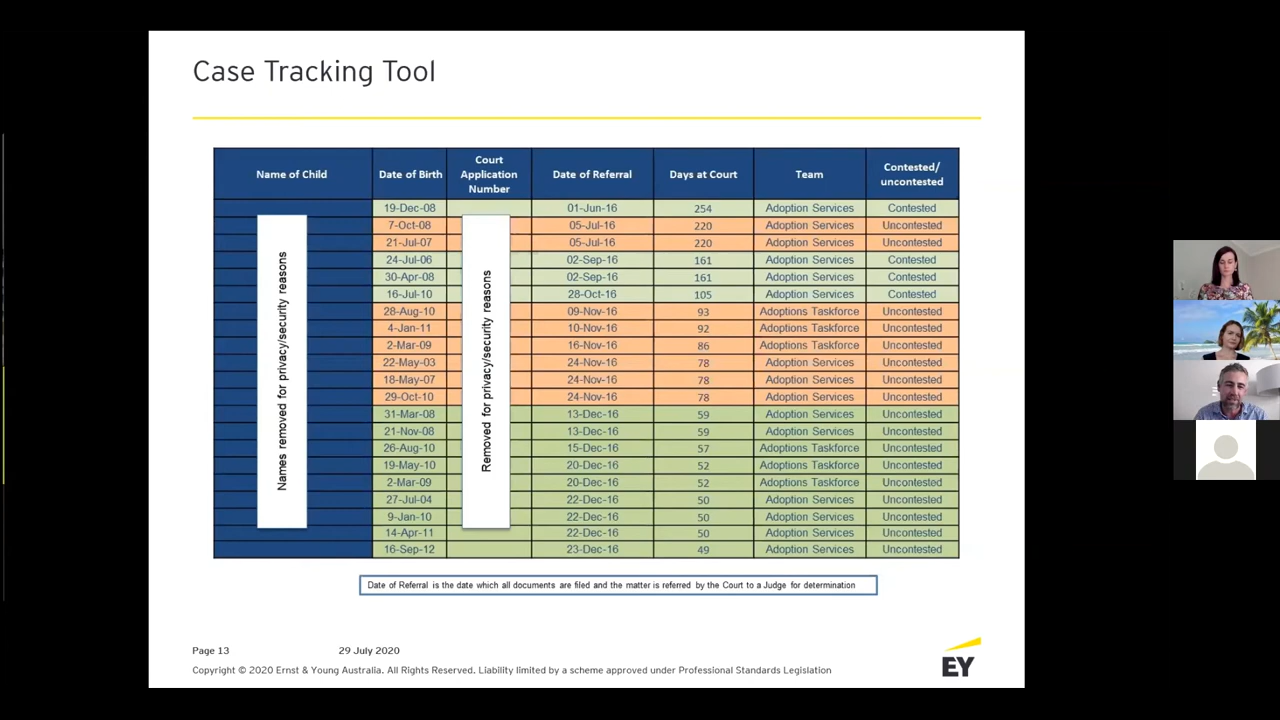 Case Tracking Tool
Name of Child Date of Birth Court Application Number Date of Referral Days at Court Team Contested/ uncontested
19-Dec-08 01-Jun-16 254 Adoption Services Contested
7-Oct-08 05-Jul-16 220 Adoption Services Uncontested
21-Jul-07 05-Jul-16 220 Adoption Services Uncontested
24-Jul-06 02-Sep-16 161 Adoption Services Contested
30-Apr-08 02-Sep-16 161 Adoption Services Contested
16-Jul-10 28-Oct-16 105 Adoption Services Contested
28-Aug-10 09-Nov-16 93 Adoptions Taskforce Uncontested
4-Jan-11 10-Nov-16 92 Adoptions Taskforce Uncontested
2-Mar-09 16-Nov-16 86 Adoptions Taskforce Uncontested
22-May-03 24-Nov-16 78 Adoption Services Uncontested
18-May-07 24-Nov-16 78 Adoption Services Uncontested
29-Oct-10 24-Nov-16 78 Adoption Services Uncontested
31-Mar-08 13-Dec-16 59 Adoption Services Uncontested
21-Nov-08 13-Dec-16 59 Adoption Services Uncontested
26-Aug-10 15-Dec-16 57 Adoptions Taskforce Uncontested
19-May-10 20-Dec-16 52 Adoptions Taskforce Uncontested
2-Mar-09 20-Dec-16 52 Adoptions Taskforce Uncontested
27-Jul-04 22-Dec-16 50 Adoption Services Uncontested
9-Jan-10 22-Dec-16 50 Adoption Services Uncontested
14-Apr-11 22-Dec-16 50 Adoption Services Uncontested
16-Sep-12 23-Dec-16 49 Adoption Services Uncontested
Names removed for privacy/security reasons
Removed for privacy/security reasons
Date of Referral is the date which all documents are filed and the matter is referred by the Court to a Judge for determination
Page 13 29 July 2020
Copyright © 2020 Ernst & Young Australia. All Rights Reserved. Liability limited by a scheme approved under Professional Standards Legislation
EY